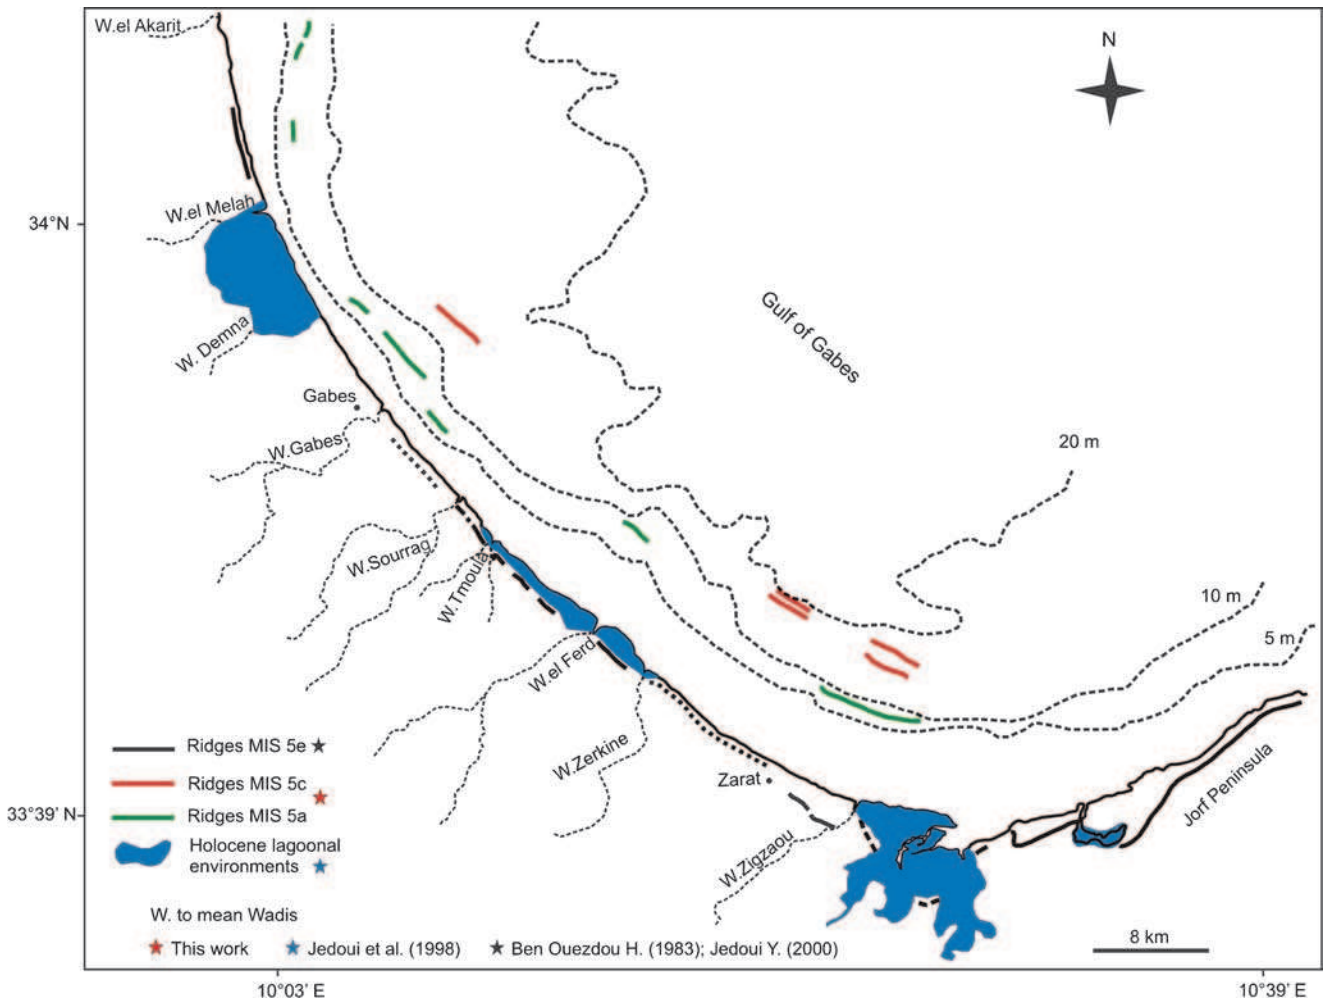 W.el Akarit
N
W.el Melah
34°N
Gulf of Gabes
W. Demna
Gabes
W.Gabes
20 m
W.Sourrag
W.Tmoula
10 m
5 m
W.el Ferd
W.Zerkine
Zarat
Jorf Peninsula
W.Zigzaou
Ridges MIS 5e
Ridges MIS 5c
33°39' N
Ridges MIS 5a
Holocene lagoonal
environments
W. to mean Wadis
This work
Jedoui et al. (1998)
Ben Ouezdou H. (1983); Jedoui Y. (2000)
8 km
10°03' E
10°39' E